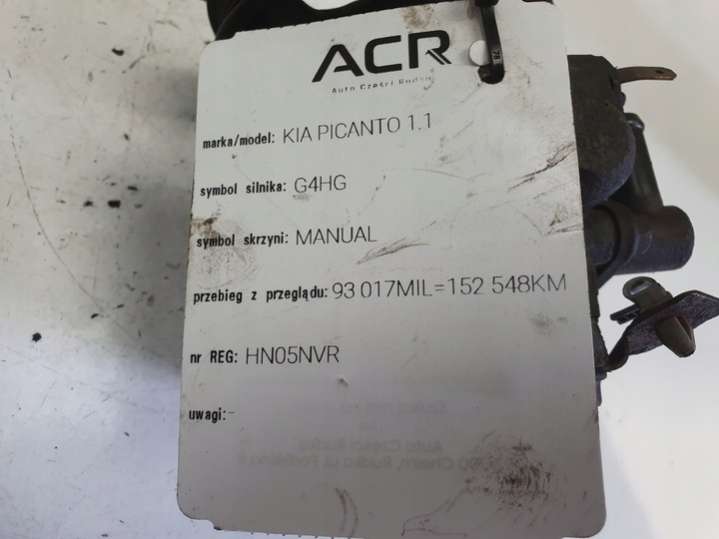 ACR
Auto Części Rudka
marka/model: KIA PICANTO 1.1
symbol silnika: G4HG
symbol skrzyni: MANUAL
przebieg z przeglądu: 93 017MIL=152 548KM
nr REG: HN05NVR
uwagi:-